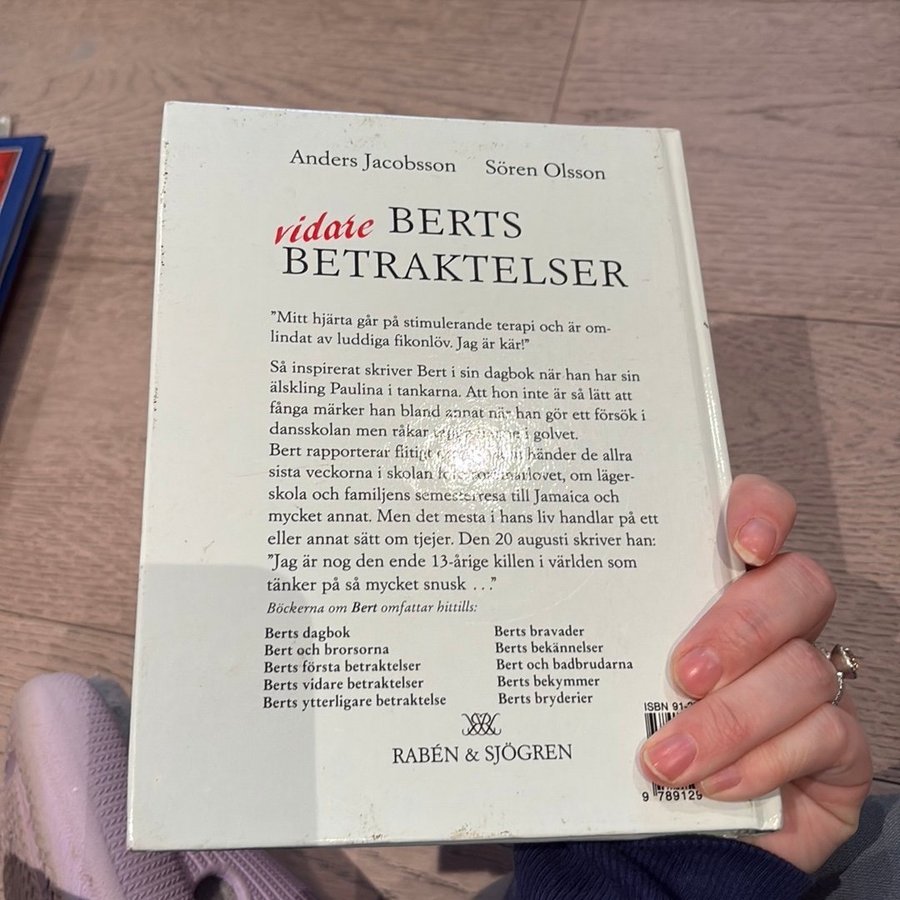 Anders Jacobsson Sören Olsson
vidare BERTS
BETRAKTELSER
"Mitt hjärta går på stimulerande terapi och är om-
lindat av luddiga fikonlöv. Jag är kär!"
Så inspirerat skriver Bert i sin dagbok när han har sin
älskling Paulina i tankarna. Att hon inte är så lätt att
fånga märker han bland annat när han gör ett försök i
dansskolan men råkar i golvet.
Bert rapporterar flitigt händer de allra
sista veckorna i skolan sommarlovet, om läger-
skola och familjens semesterresa till Jamaica och
mycket annat. Men det mesta i hans liv handlar på ett
eller annat sätt om tjejer. Den 20 augusti skriver han:
"Jag är nog den ende 13-årige killen i världen som
tänker på så mycket snusk . . ."
Böckerna om Bert omfattar hittills:
Berts dagbok
Bert och brorsorna
Berts första betraktelser
Berts vidare betraktelser
Berts ytterligare betraktelse
Berts bravader
Berts bekännelser
Bert och badbrudarna
Berts bekymmer
Berts bryderier
RABÉN & SJÖGREN
ISBN 91-
9 789129